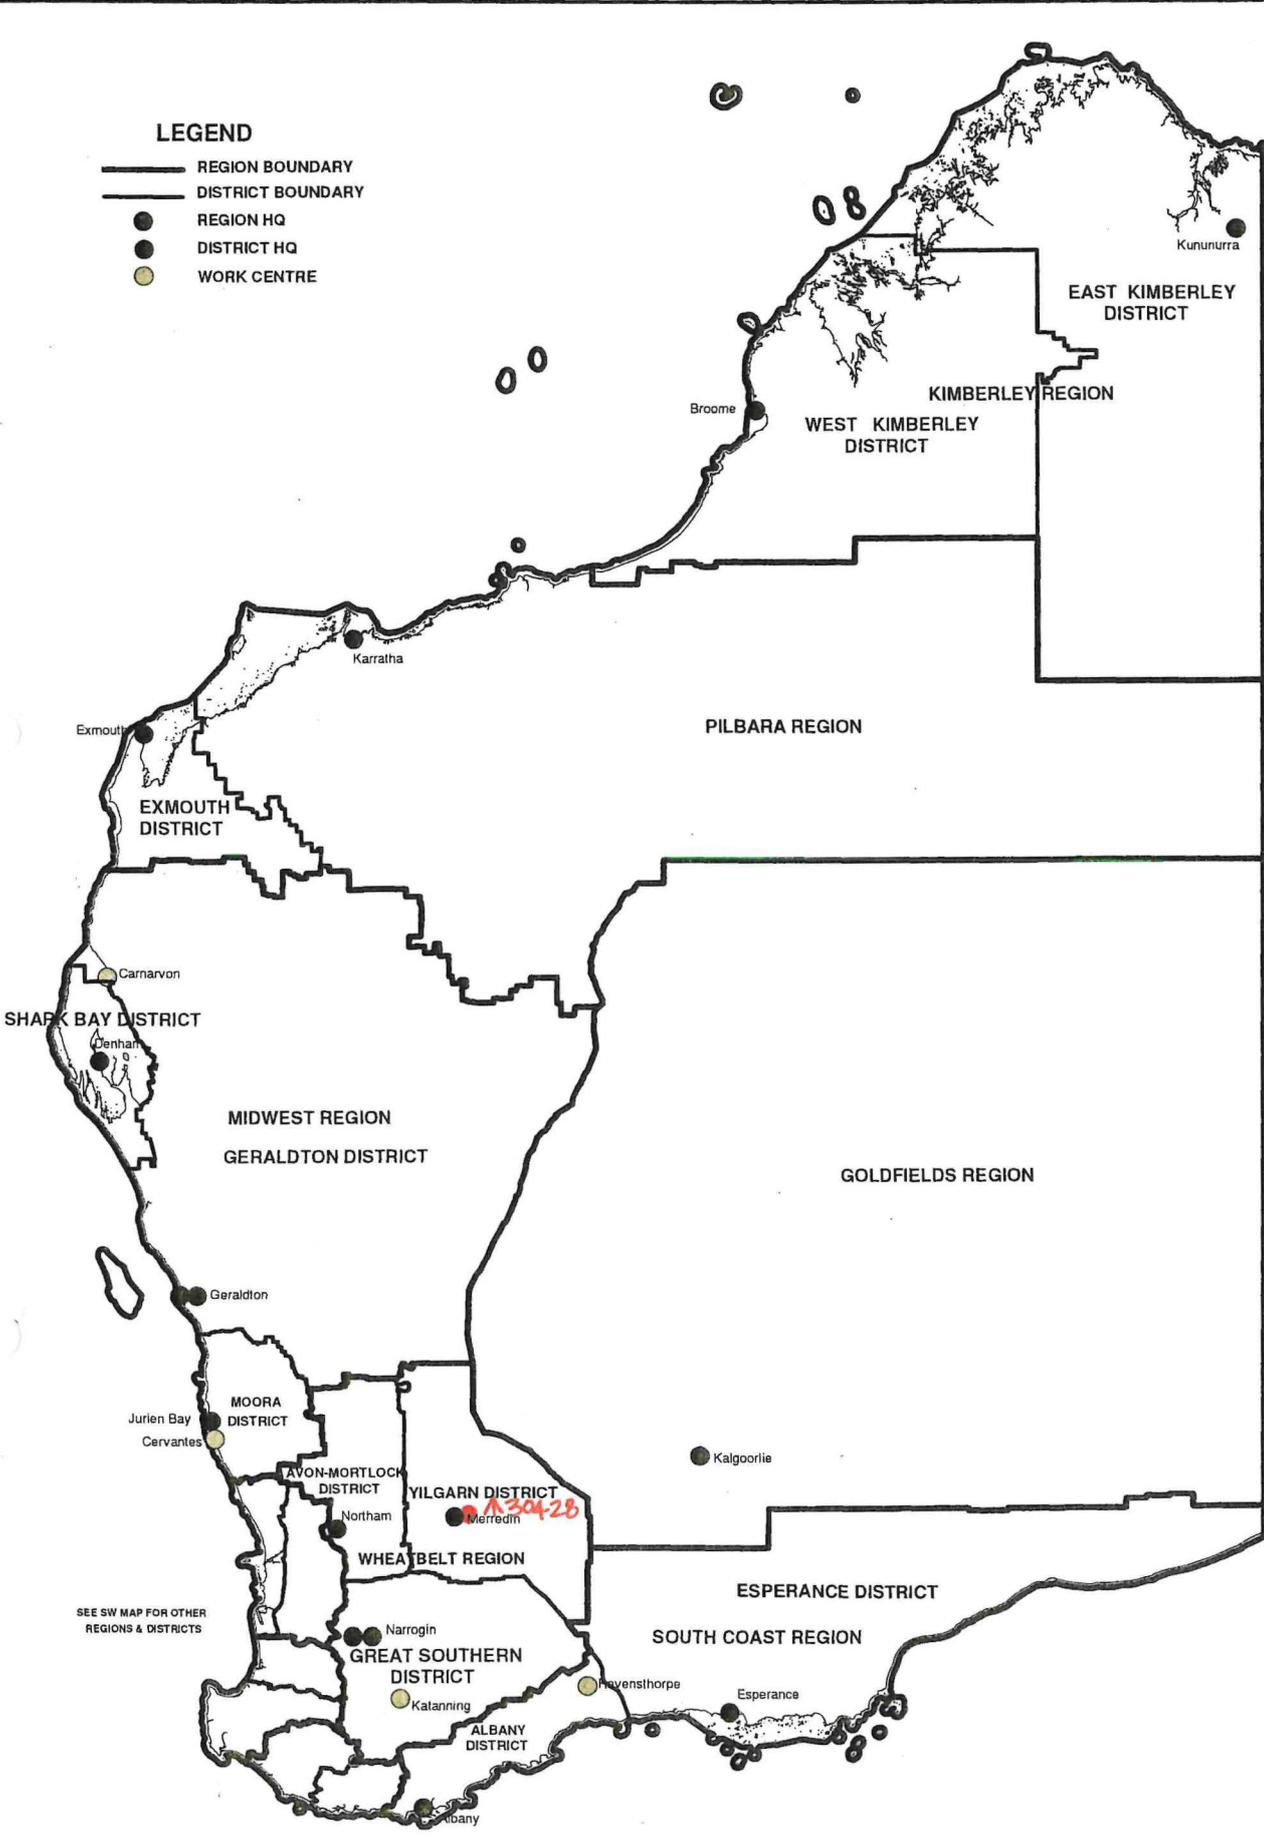 LEGEND
REGION BOUNDARY
DISTRICT BOUNDARY
REGION HQ
DISTRICT HQ
WORK CENTRE
Kununurra
EAST KIMBERLEY
DISTRICT
KIMBERLEY REGION
Broome
WEST KIMBERLEY
DISTRICT
Karratha
PILBARA REGION
Exmouth
EXMOUTH
DISTRICT
Carnarvon
SHARK BAY DISTRICT
Denham
MIDWEST REGION
GERALDTON DISTRICT
GOLDFIELDS REGION
Geraldton
MOORA
DISTRICT
Jurien Bay
Cervantes
Kalgoorlie
AVON-MORTLOCK
DISTRICT
YILGARN DISTRICT
304-28
Northam
Merredin
WHEATBELT REGION
ESPERANCE DISTRICT
SEE SW MAP FOR OTHER
REGIONS & DISTRICTS
SOUTH COAST REGION
Narrogin
GREAT SOUTHERN
DISTRICT
Ravensthorpe
Katanning
Esperance
ALBANY
DISTRICT
Albany